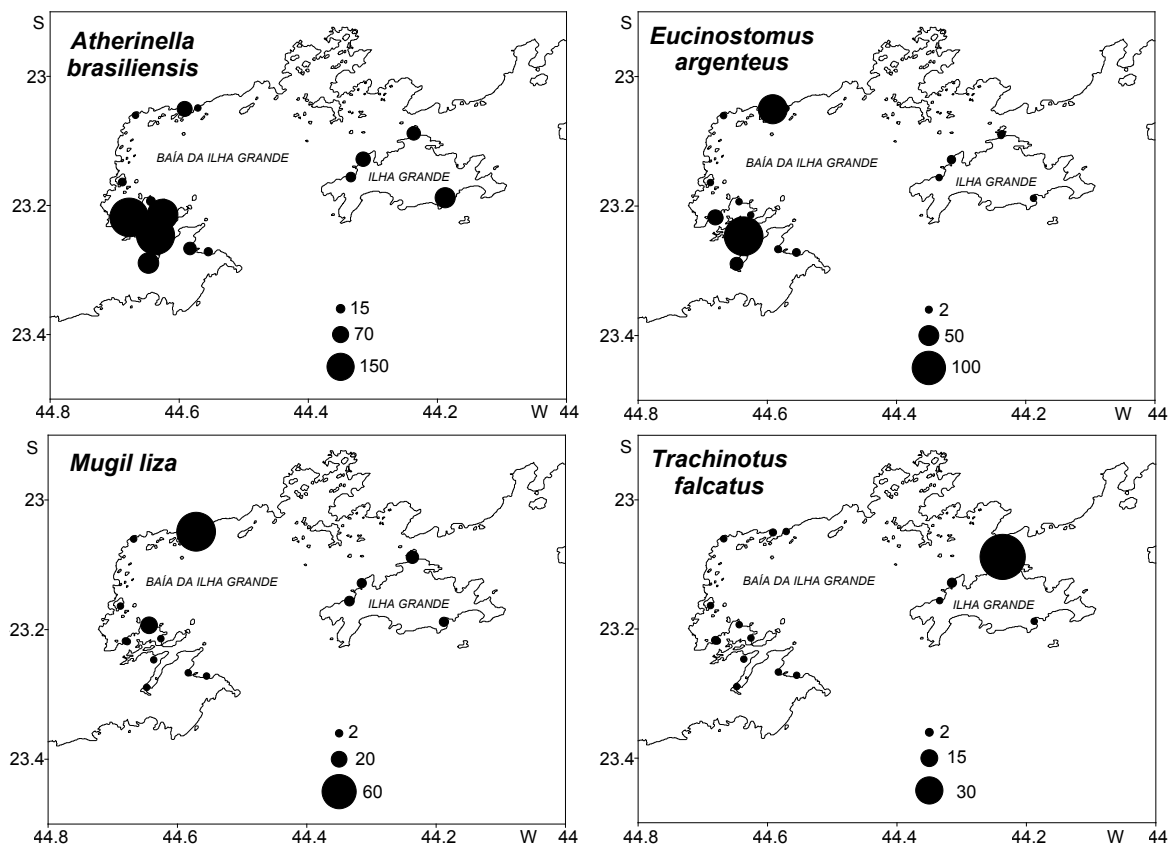 S
Atherinella
brasiliensis
23
BAÍA DA ILHA GRANDE
ILHA GRANDE
23.2
15
70
23.4
150
44.8 44.6 44.4 44.2 W 44
S
Eucinostomus
argenteus
23
BAÍA DA ILHA GRANDE
ILHA GRANDE
23.2
2
50
23.4
100
44.8 44.6 44.4 44.2 W 44
S
Mugil liza
23
BAÍA DA ILHA GRANDE
ILHA GRANDE
23.2
2
20
23.4
60
44.8 44.6 44.4 44.2 W 44
S
Trachinotus
falcatus
23
BAÍA DA ILHA GRANDE
ILHA GRANDE
23.2
2
15
23.4
30
44.8 44.6 44.4 44.2 W 44